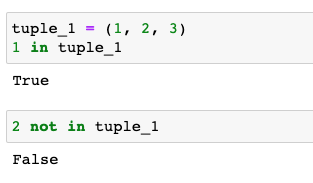 tuple_1 = (1, 2, 3)
1 in tuple_1
True
2 not in tuple_1
False